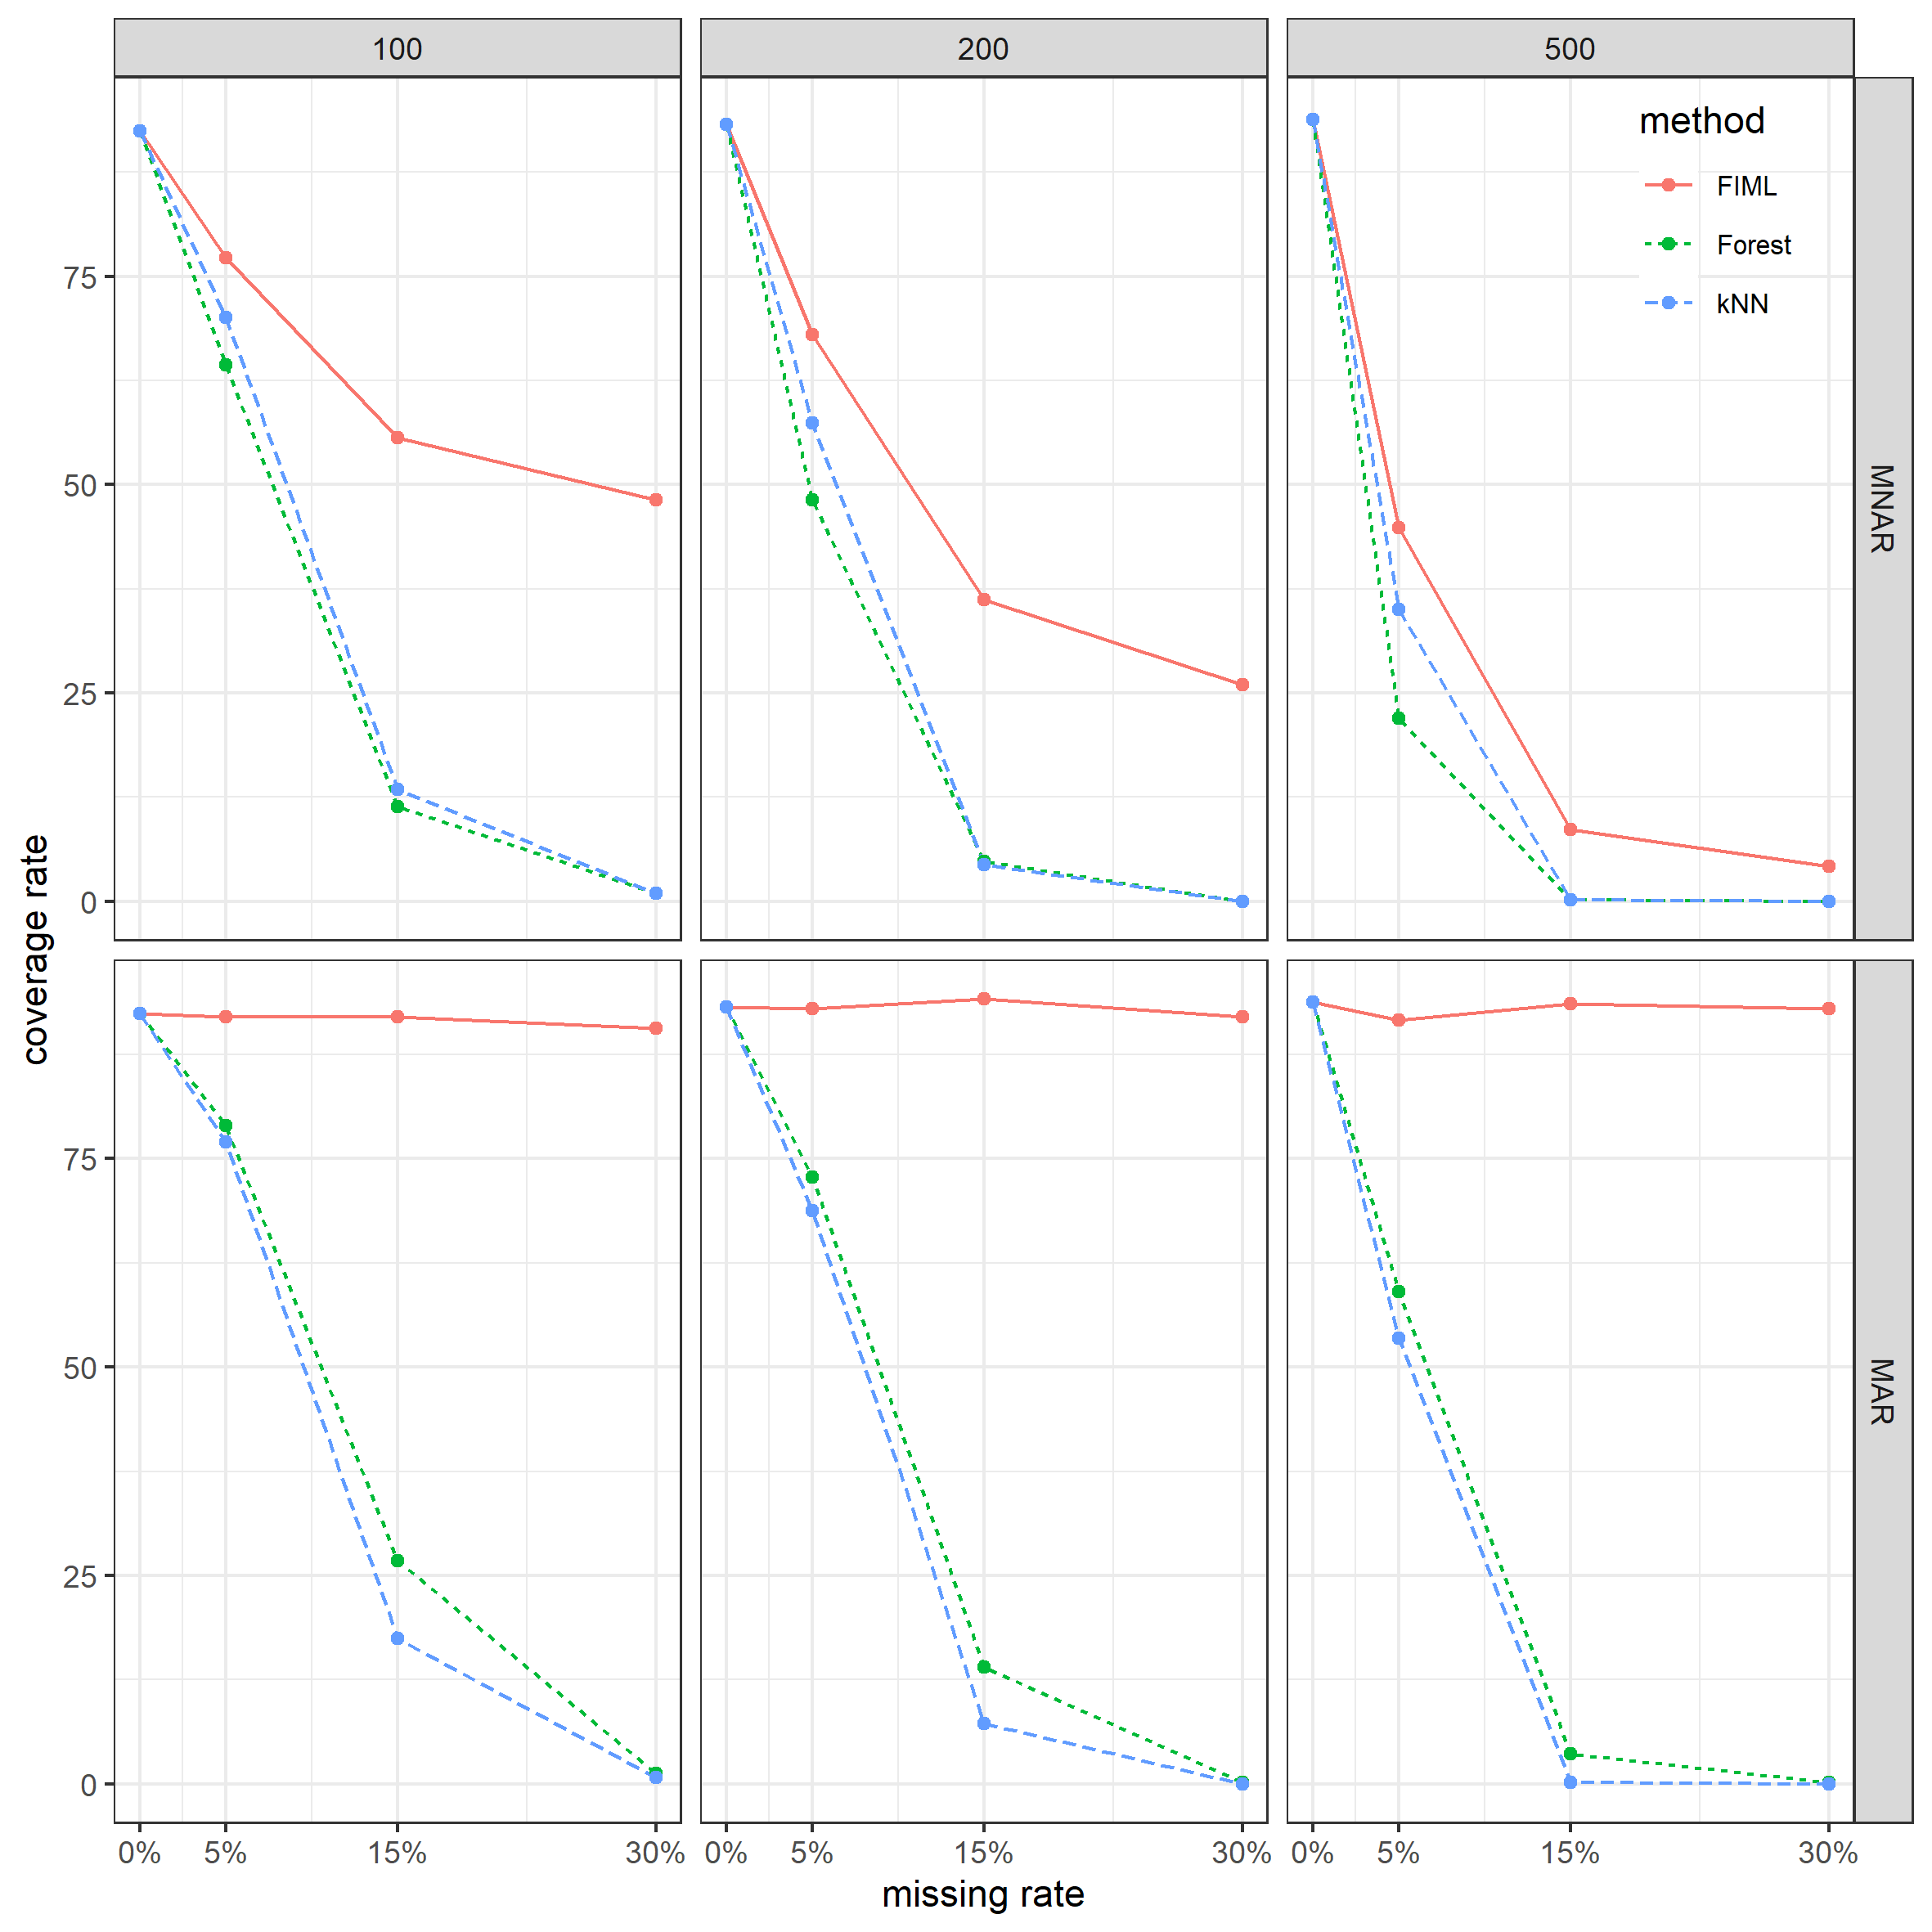 100 200 500
method
FIML
Forest
kNN
75
50
25
0
MNAR
coverage rate
75
50
25
0
MAR
0% 5% 15% 30% 0% 5% 15% 30% 0% 5% 15% 30%
missing rate